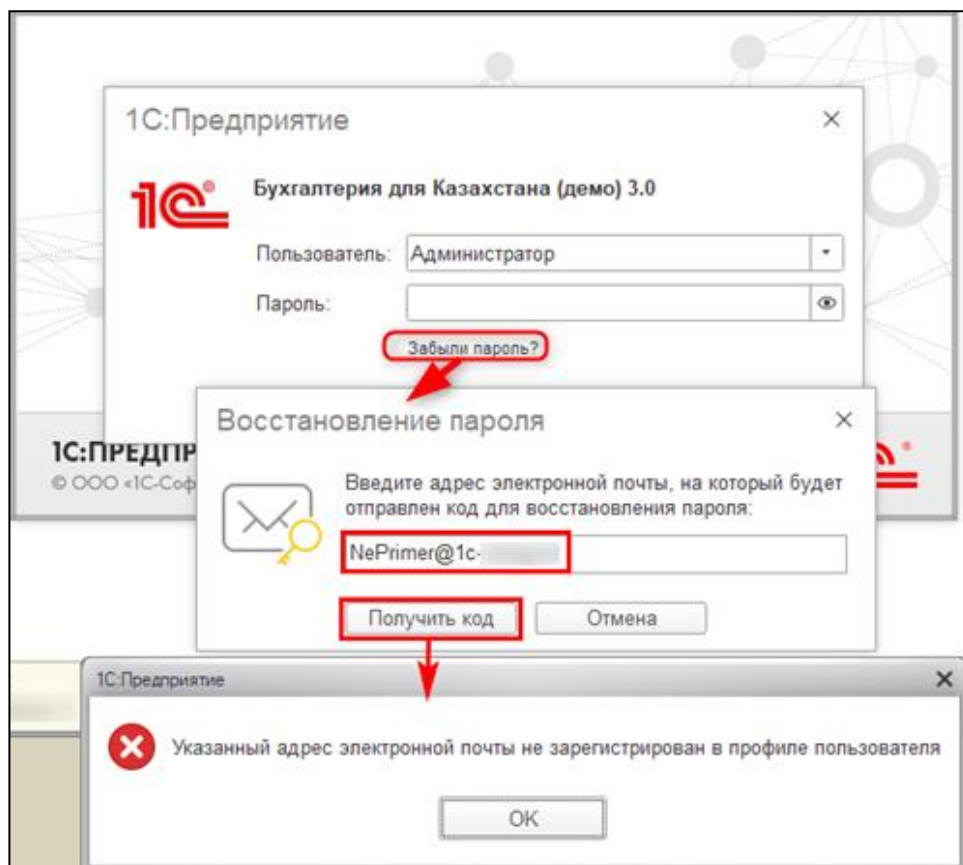 1С:Предприятие
1С
Бухгалтерия для Казахстана (демо) 3.0
Пользователь: Администратор
Пароль:
Забыли пароль?
Восстановление пароля
1С:ПРЕДПР
© ООО «1С-Соф
Введите адрес электронной почты, на который будет
отправлен код для восстановления пароля:
NePrimer@1c-
Получить код Отмена
1С:Предприятие
Указанный адрес электронной почты не зарегистрирован в профиле пользователя
OK